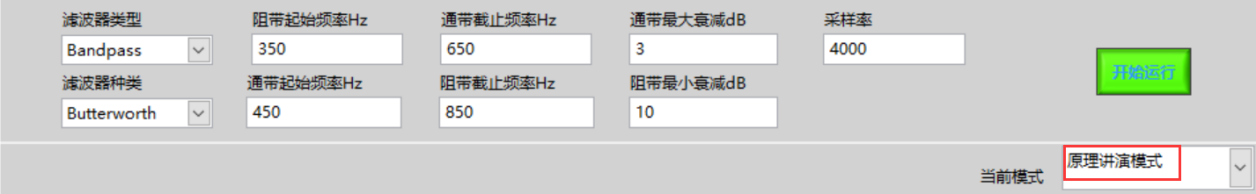 滤波器类型 阻带起始频率Hz 通带截止频率Hz 通带最大衰减dB 采样率
Bandpass 350 650 3 4000
开始运行
滤波器种类 通带起始频率Hz 阻带截止频率Hz 阻带最小衰减dB
Butterworth 450 850 10
当前模式 原理讲演模式